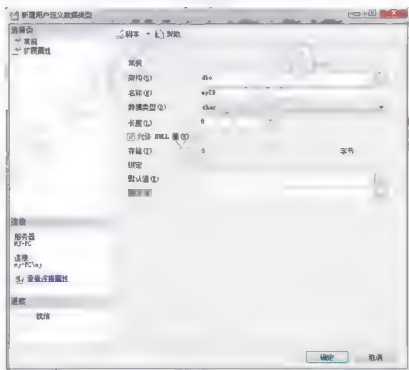 新建用户定义数据类型
选择页
常规
扩展属性
脚本 帮助
常规
架构(S) dbo
名称(N) myID
数据类型(D) char
长度(L) 8
允许 NULL 值(U)
存储(T) 字节
绑定
默认值(E)
连接
服务器
连接
查看连接属性
进度
就绪
确定 取消